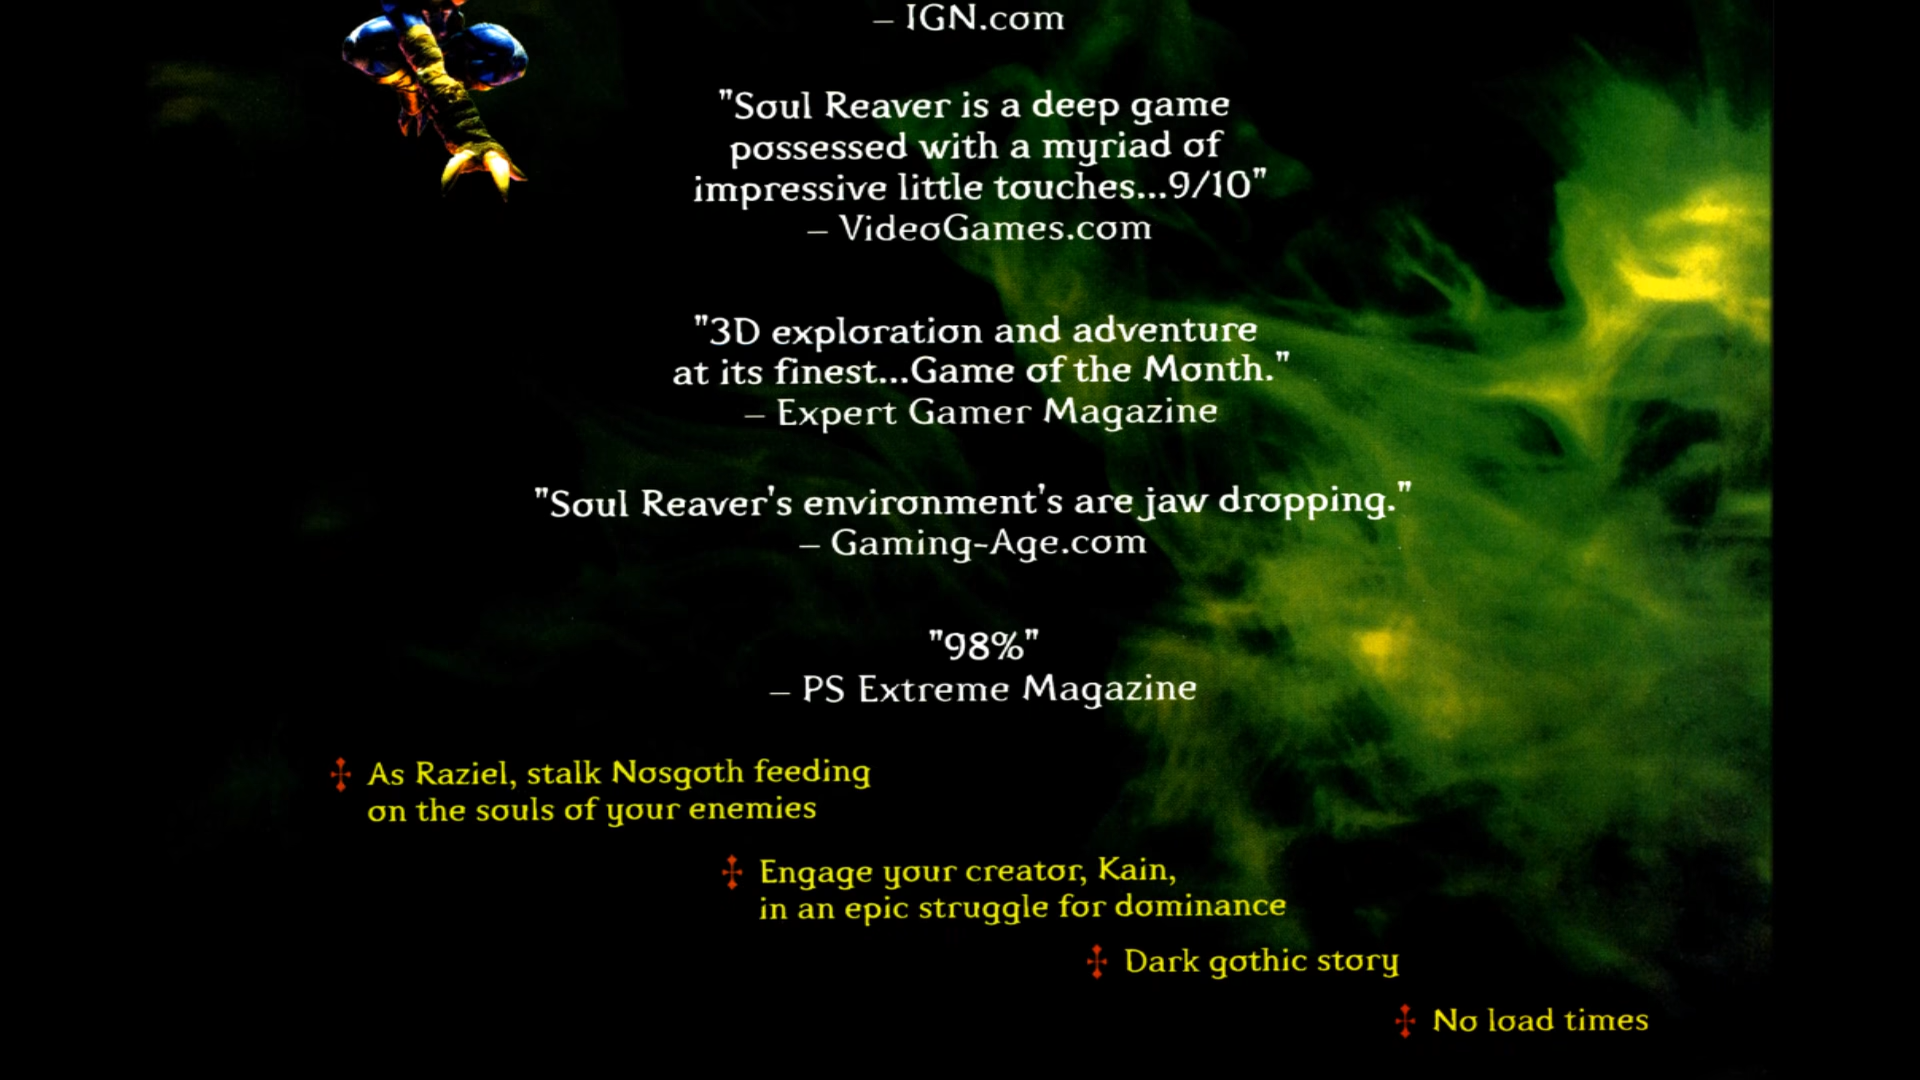 – IGN.com
"Soul Reaver is a deep game
possessed with a myriad of
impressive little touches...9/10"
– VideoGames.com
"3D exploration and adventure
at its finest...Game of the Month."
– Expert Gamer Magazine
"Soul Reaver's environment's are jaw dropping."
– Gaming-Age.com
"98%"
– PS Extreme Magazine
As Raziel, stalk Nosgoth feeding
on the souls of your enemies
Engage your creator, Kain,
in an epic struggle for dominance
Dark gothic story
No load times